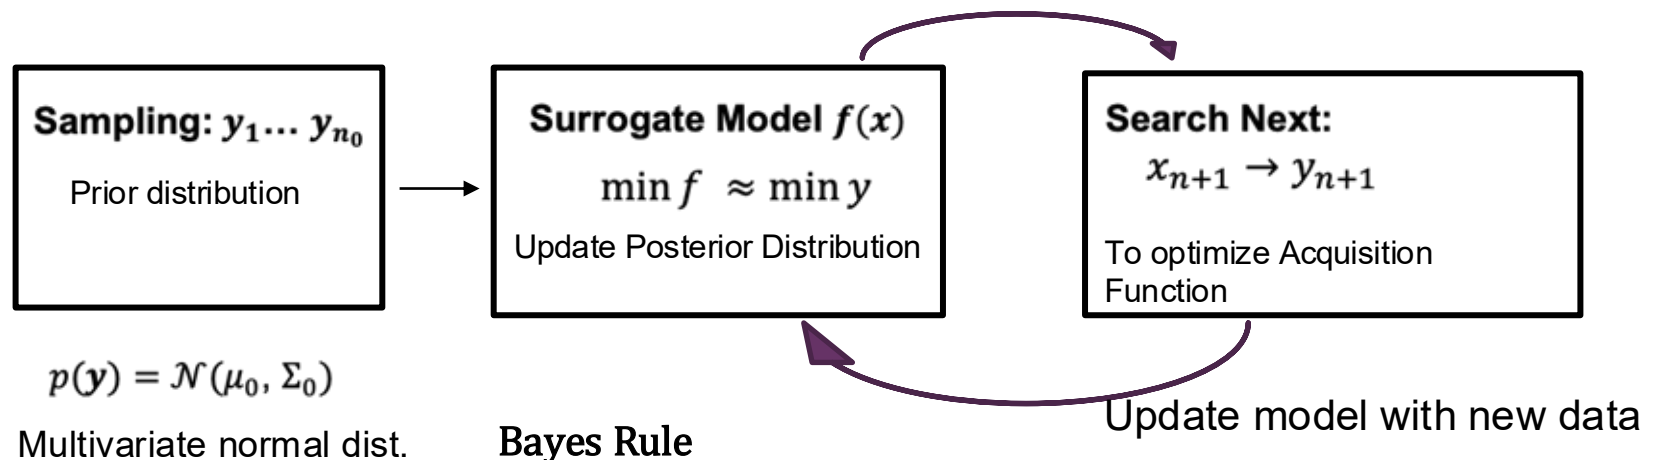 Sampling: y₁… yₙ₀
Prior distribution
p(y) = 𝒩(μ₀, Σ₀)
Multivariate normal dist.
Surrogate Model f(x)
min f ≈ min y
Update Posterior Distribution
Bayes Rule
Search Next:
xₙ₊₁ → yₙ₊₁
To optimize Acquisition
Function
Update model with new data